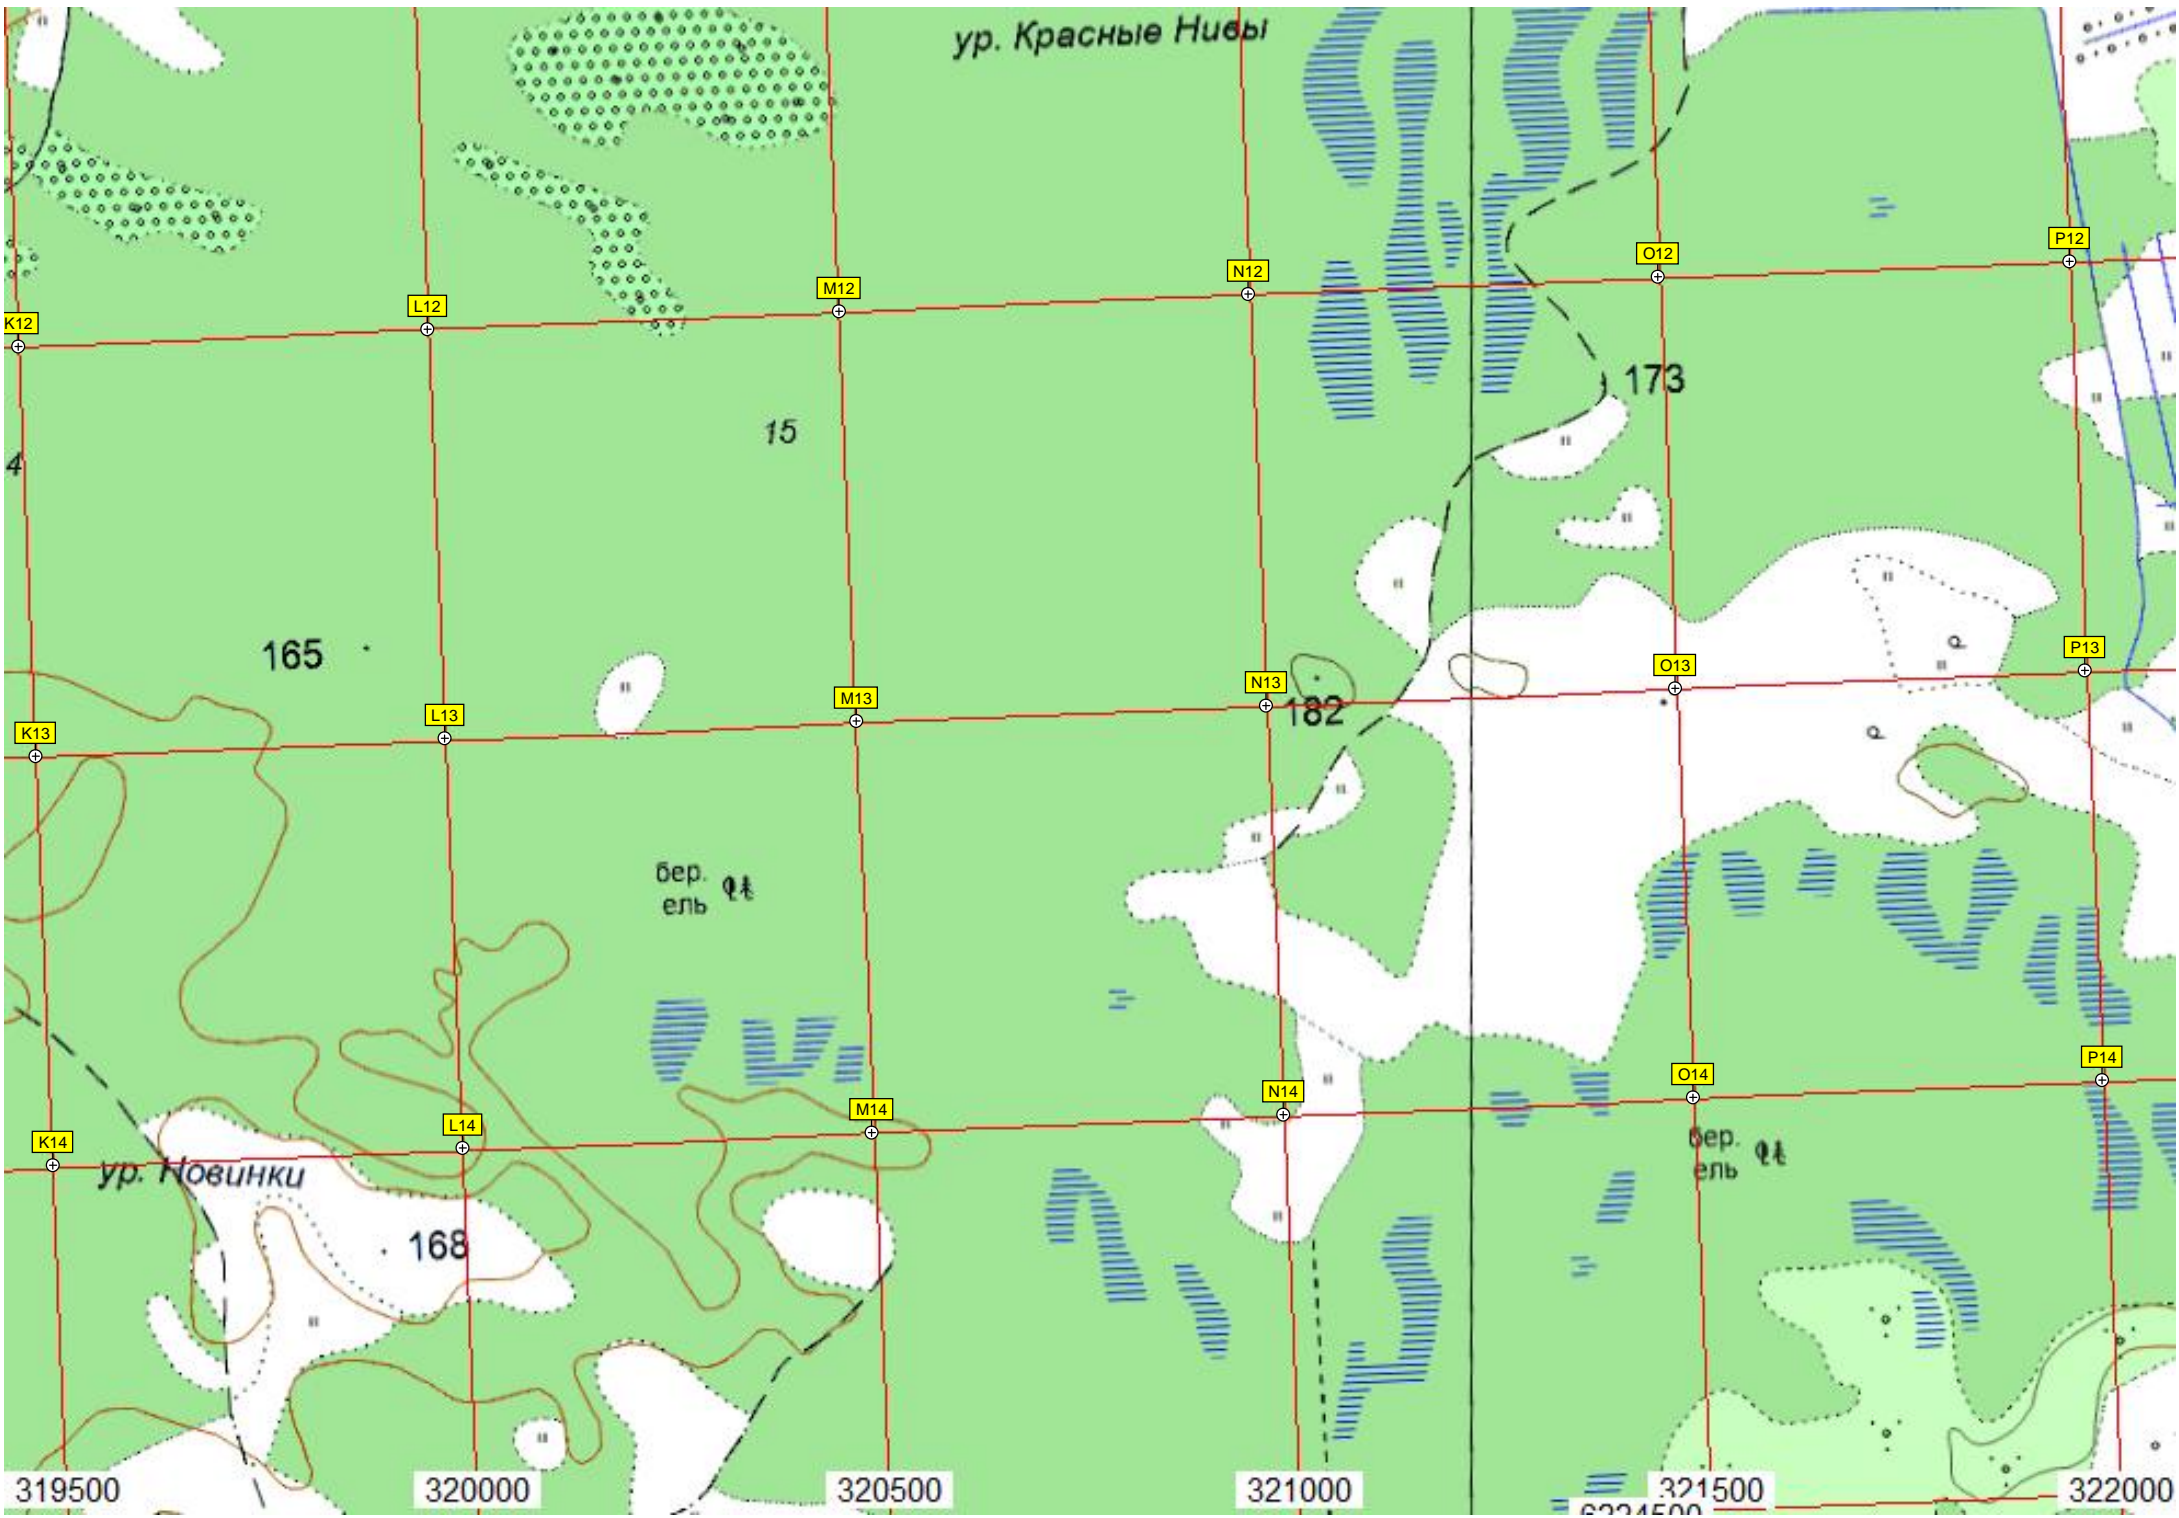 ур. Красные Нивы
P12
O12
N12
M12
L12
K12
173
15
4
165
P13
O13
N13
182
M13
L13
K13
бер.
ель
P14
O14
N14
M14
L14
K14
бер.
ель
ур. Новинки
168
319500
320000
320500
321000
321500
322000
6224500